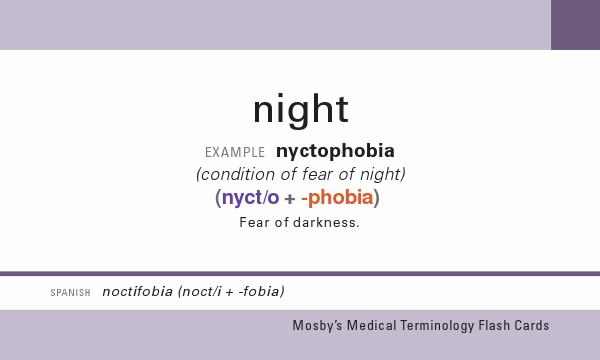 night
EXAMPLE nyctophobia
(condition of fear of night)
(nyct/o + -phobia)
Fear of darkness.
SPANISH noctifobia (noct/i + -fobia)
Mosby's Medical Terminology Flash Cards